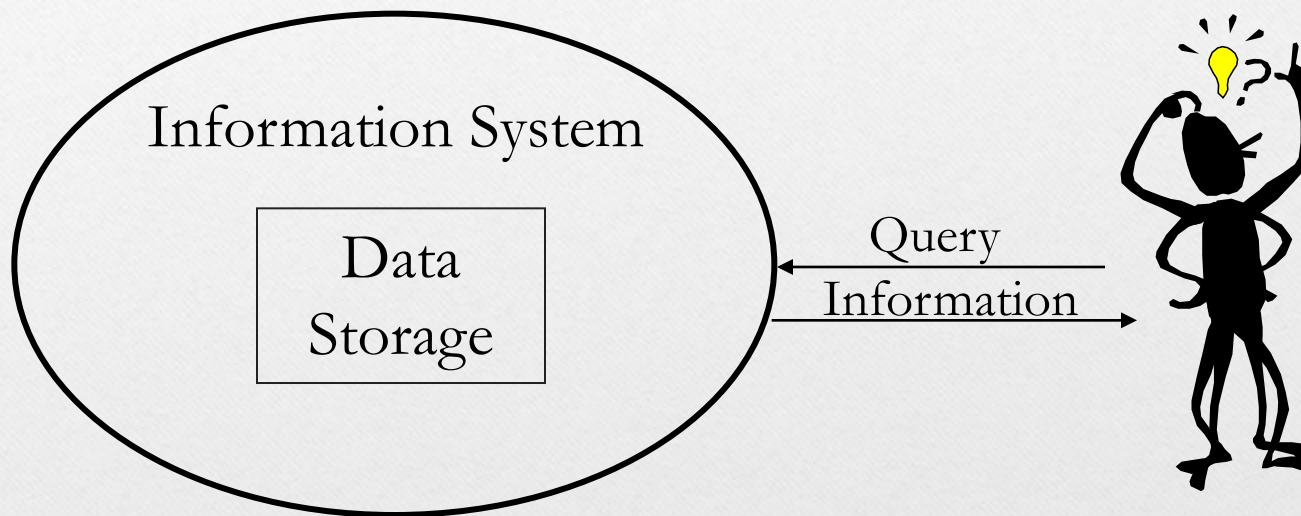 Information System
Data
Storage
Query
Information
?